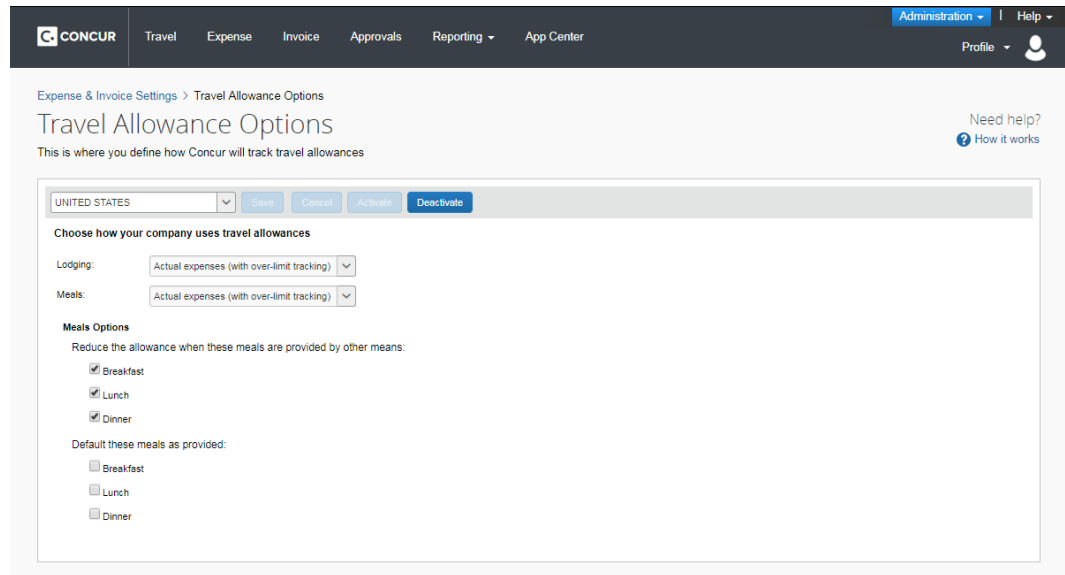 Administration | Help
C. CONCUR Travel Expense Invoice Approvals Reporting App Center
Profile
Expense & Invoice Settings > Travel Allowance Options
Travel Allowance Options
Need help?
? How it works
This is where you define how Concur will track travel allowances
UNITED STATES Save Cancel Activate Deactivate
Choose how your company uses travel allowances
Lodging: Actual expenses (with over-limit tracking)
Meals: Actual expenses (with over-limit tracking)
Meals Options
Reduce the allowance when these meals are provided by other means:
Breakfast
Lunch
Dinner
Default these meals as provided:
Breakfast
Lunch
Dinner